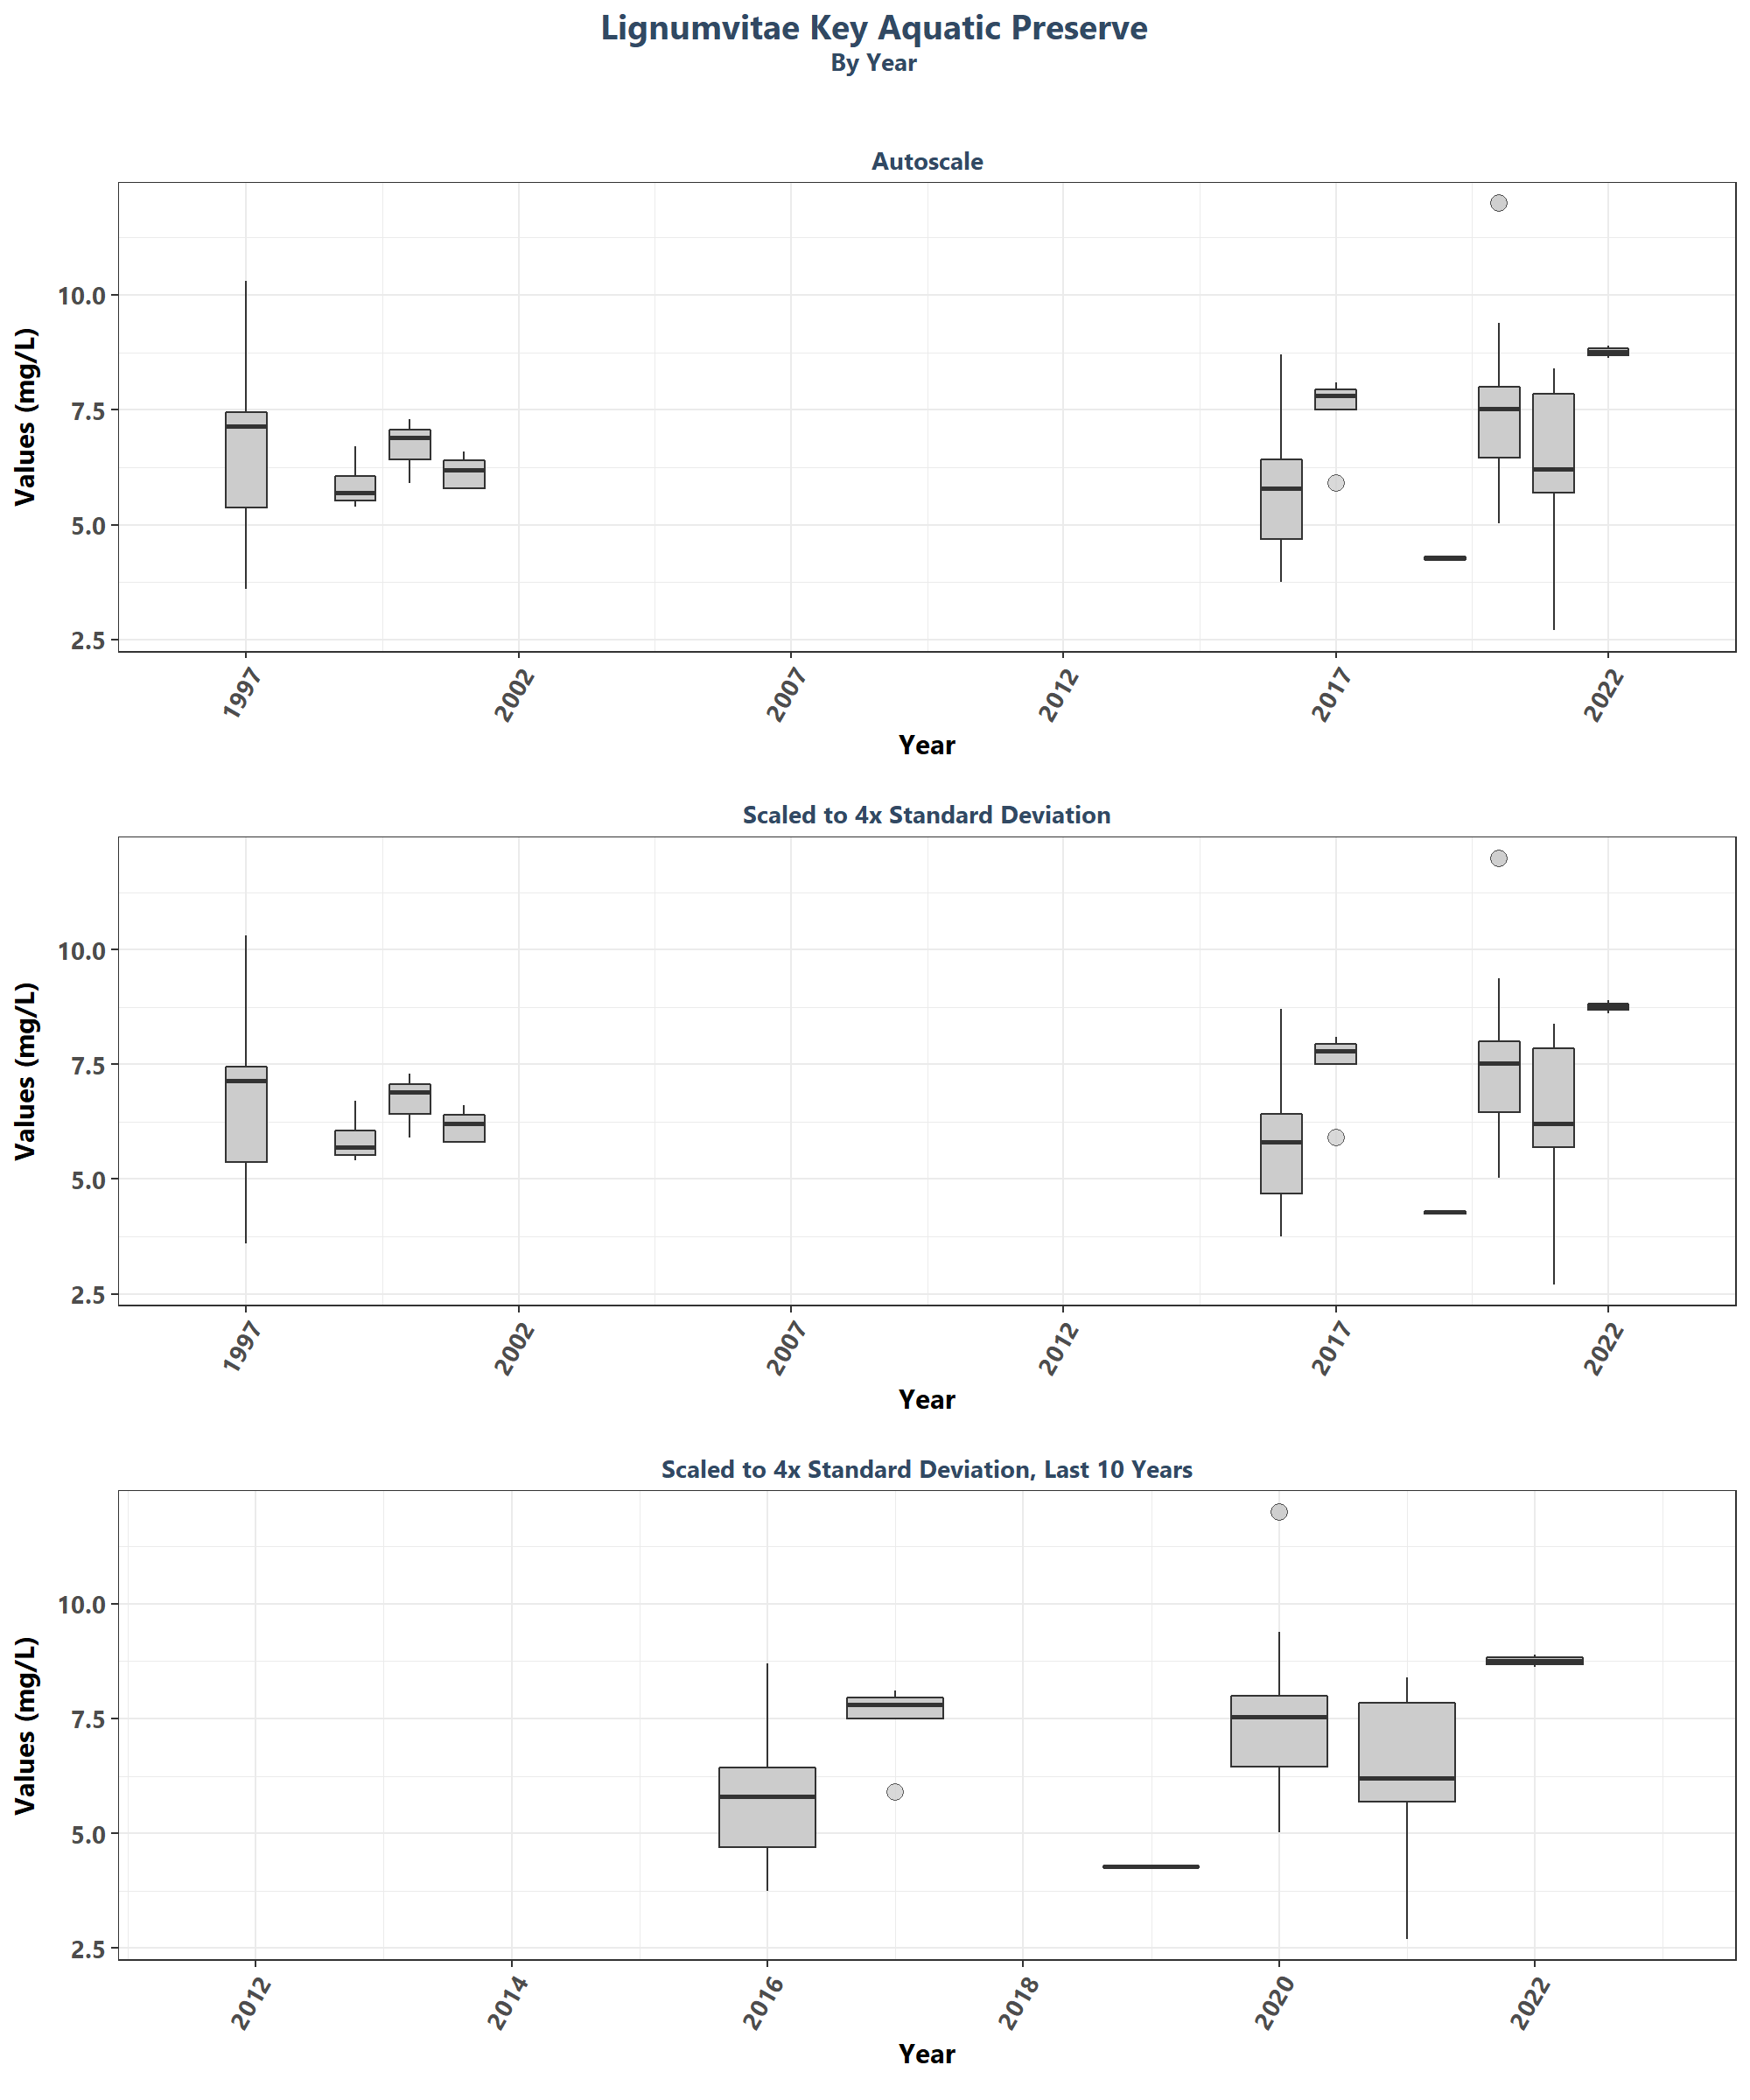 Lignumvitae Key Aquatic Preserve
By Year
Autoscale
Values (mg/L)
10.0
7.5
5.0
2.5
1997 2002 2007 2012 2017 2022
Year
Scaled to 4x Standard Deviation
Values (mg/L)
10.0
7.5
5.0
2.5
1997 2002 2007 2012 2017 2022
Year
Scaled to 4x Standard Deviation, Last 10 Years
Values (mg/L)
10.0
7.5
5.0
2.5
2012 2014 2016 2018 2020 2022
Year